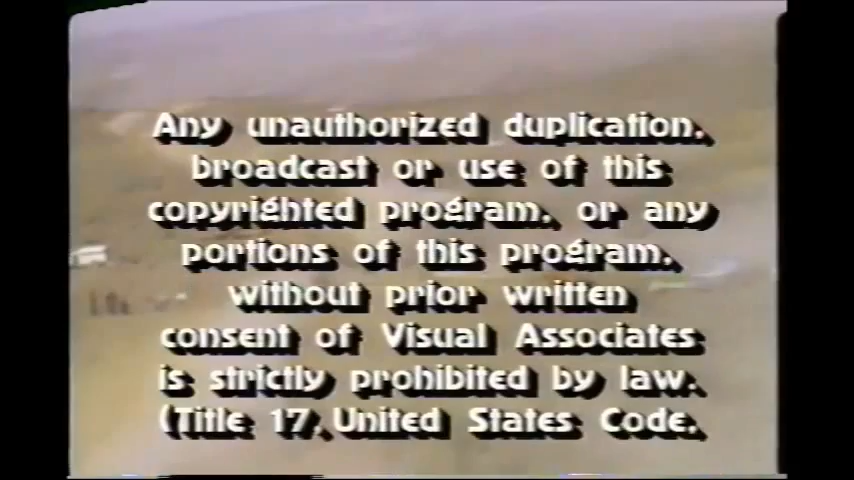 Any unauthorized duplication,
broadcast or use of this
copyrighted program, or any
portions of this program,
without prior written
consent of Visual Associates
is strictly prohibited by law.
(Title 17, United States Code,